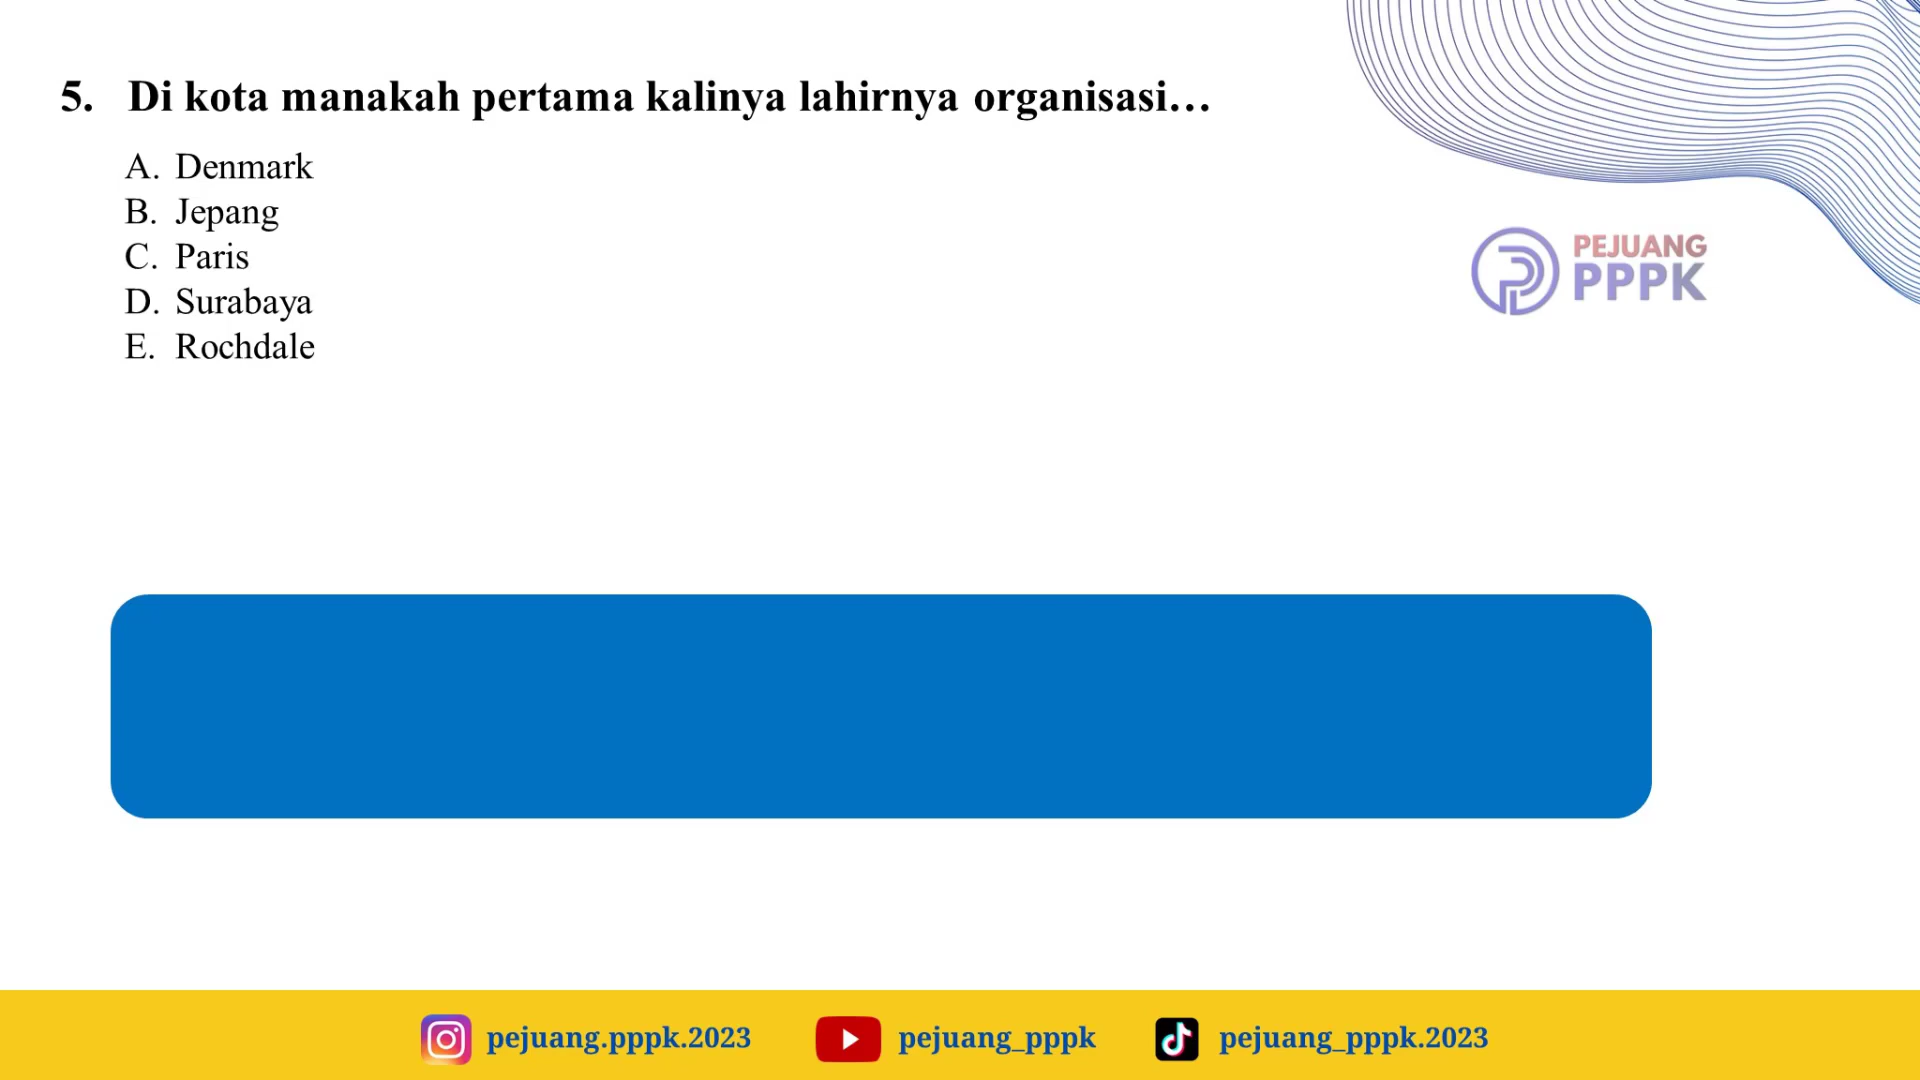 5. Di kota manakah pertama kalinya lahirnya organisasi...
A. Denmark
B. Jepang
C. Paris
D. Surabaya
E. Rochdale
PEJUANG
PPPK
pejuang.pppk.2023
pejuang_pppk
pejuang_pppk.2023